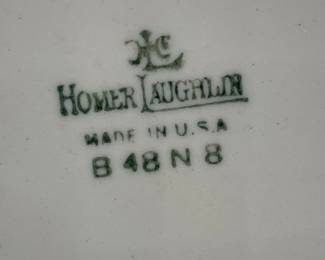 HLC
HOMER LAUGHLIN
MADE IN U.S.A
B 48 N 8